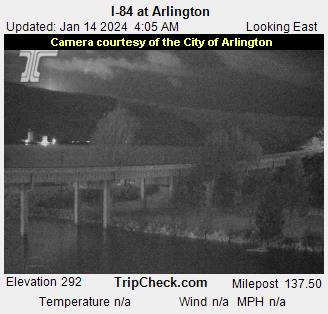 I-84 at Arlington
Updated: Jan 14 2024 4:05 AM Looking East
Camera courtesy of the City of Arlington
Elevation 292 TripCheck.com Milepost 137.50
Temperature n/a Wind n/a MPH n/a